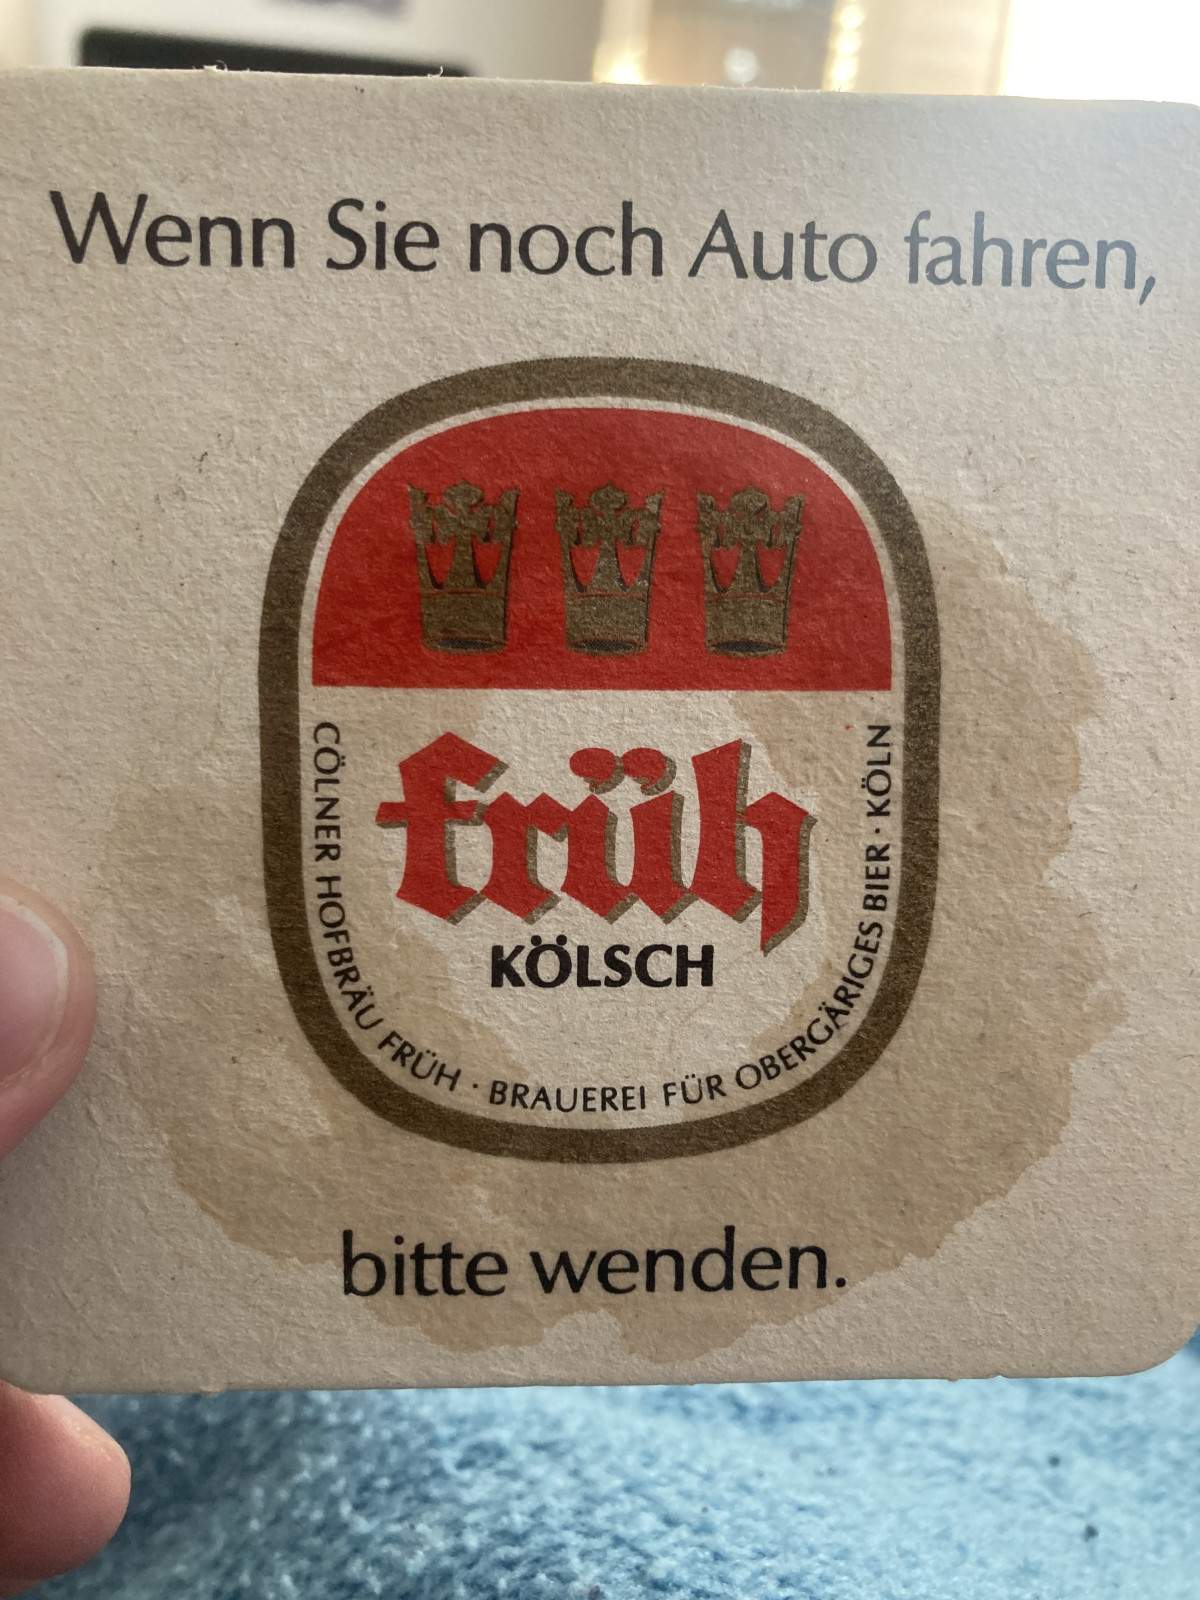 Wenn Sie noch Auto fahren,
früh
KÖLSCH
CÖLNER HOFBRÄU FRÜH · BRAUEREI FÜR OBERGÄRIGES BIER · KÖLN
bitte wenden.